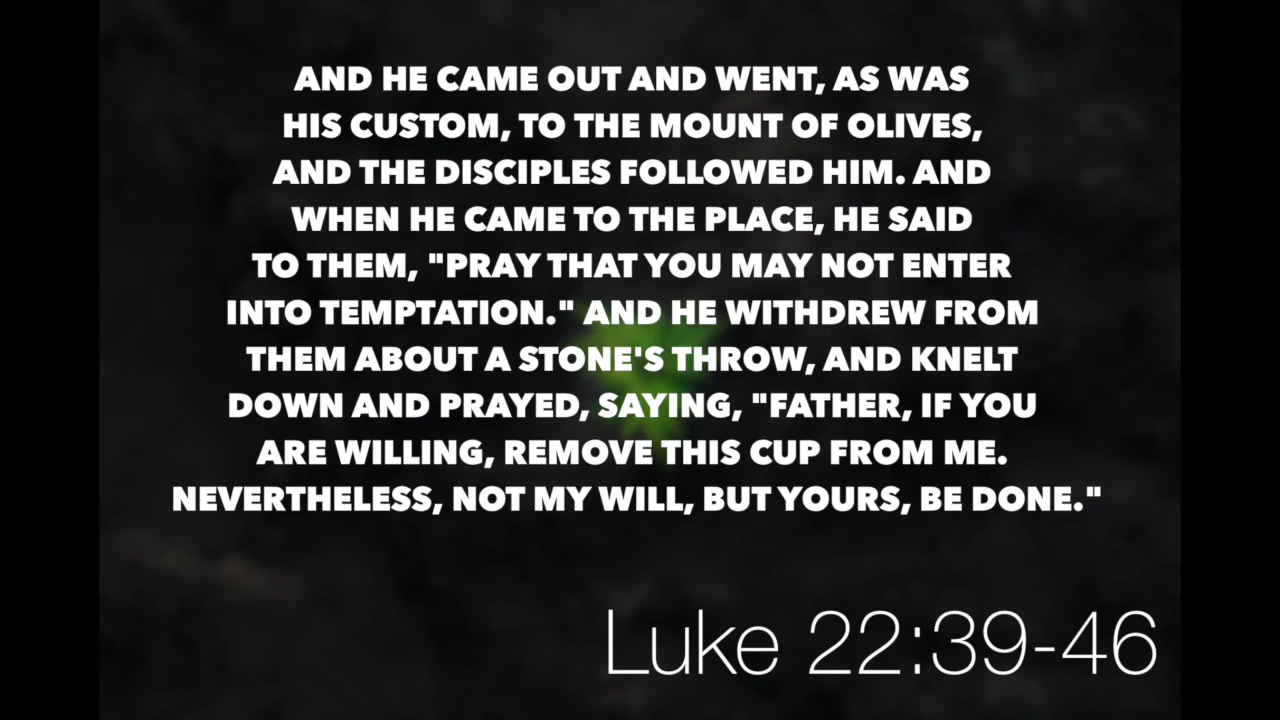 AND HE CAME OUT AND WENT, AS WAS
HIS CUSTOM, TO THE MOUNT OF OLIVES,
AND THE DISCIPLES FOLLOWED HIM. AND
WHEN HE CAME TO THE PLACE, HE SAID
TO THEM, "PRAY THAT YOU MAY NOT ENTER
INTO TEMPTATION." AND HE WITHDREW FROM
THEM ABOUT A STONE'S THROW, AND KNELT
DOWN AND PRAYED, SAYING, "FATHER, IF YOU
ARE WILLING, REMOVE THIS CUP FROM ME.
NEVERTHELESS, NOT MY WILL, BUT YOURS, BE DONE."
Luke 22:39-46